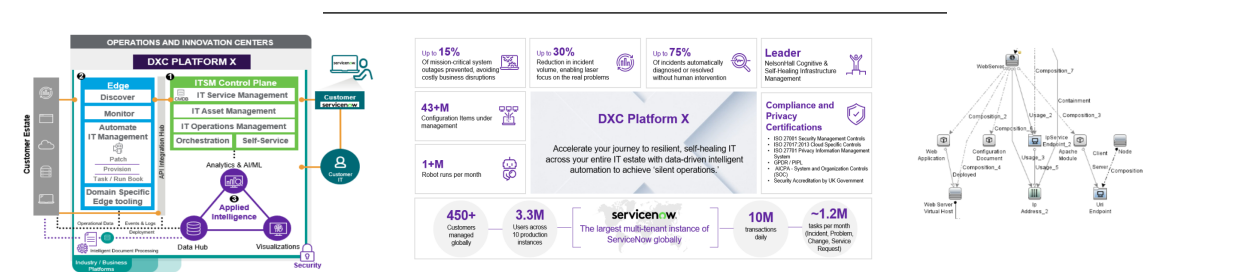 OPERATIONS AND INNOVATION CENTERS
DXC PLATFORM X
2
Edge
Discover
Monitor
Automate
IT Management
Patch
Provision
Task / Run Book
Domain Specific
Edge tooling
Customer Estate
API Integration Hub
1
ITSM Control Plane
CMDB
IT Service Management
IT Asset Management
IT Operations Management
Orchestration
Self-Service
Analytics & AI/ML
3
Applied
Intelligence
Data Hub
Visualizations
Operational Data
Events & Logs
Deployment
Intelligent Document Processing
Industry / Business
Platforms
Security
servicenow
Customer
servicenow
Customer
IT
Up to 15%
Of mission-critical system
outages prevented, avoiding
costly business disruptions
Up to 30%
Reduction in incident
volume, enabling laser
focus on the real problems
Up to 75%
Of incidents automatically
diagnosed or resolved
without human intervention
Leader
NelsonHall Cognitive &
Self-Healing Infrastructure
Management
43+M
Configuration Items under
management
1+M
Robot runs per month
DXC Platform X
Accelerate your journey to resilient, self-healing IT
across your entire IT estate with data-driven intelligent
automation to achieve 'silent operations.'
Compliance and
Privacy
Certifications
• ISO 27001 Security Management Controls
• ISO 27017:2013 Cloud Specific Controls
• ISO 27701 Privacy Information Management
System
• GPDR / PIPL
• AICPA - System and Organization Controls
(SOC)
• Security Accreditation by UK Government
450+
Customers
managed
globally
3.3M
Users across
10 production
instances
servicenow
The largest multi-tenant instance of
ServiceNow globally
10M
transactions
daily
~1.2M
tasks per month
(Incident, Problem,
Change, Service
Request)
WebServer
Composition_7
Containment
Composition_2
Usage_2
Composition_3
Web
Application
Configuration
Document
IpService
Endpoint_2
Apache
Module
Client
Node
Composition_4
Deployed
Usage_3
Usage_5
Server
Composition
Web Server
Virtual Host
Ip
Address_2
Endpoint